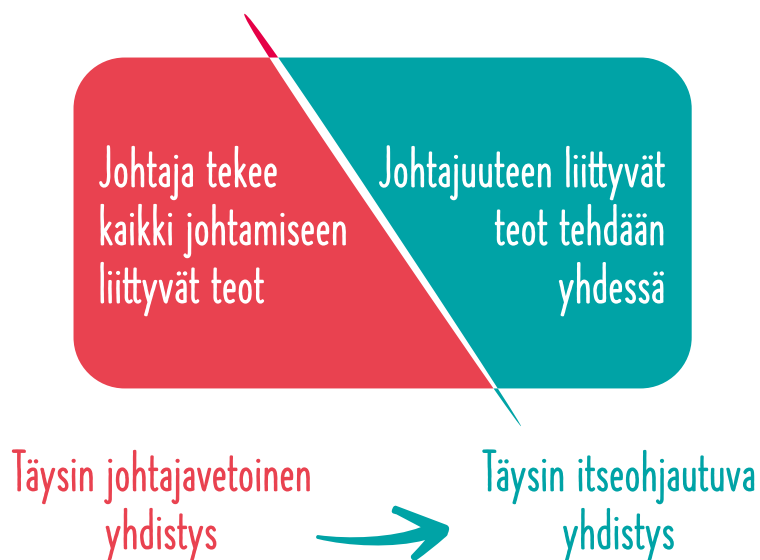 Johtaja tekee
kaikki johtamiseen
liittyvät teot
Johtajuuteen liittyvät
teot tehdään
yhdessä
Täysin johtajavetoinen
yhdistys
Täysin itseohjautuva
yhdistys